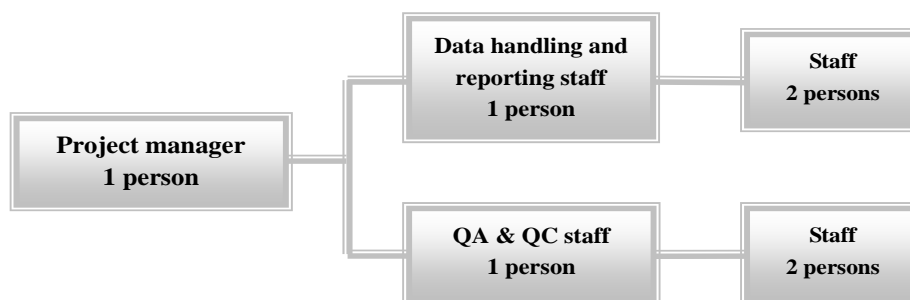 Data handling and
reporting staff
1 person
Staff
2 persons
Project manager
1 person
QA & QC staff
1 person
Staff
2 persons